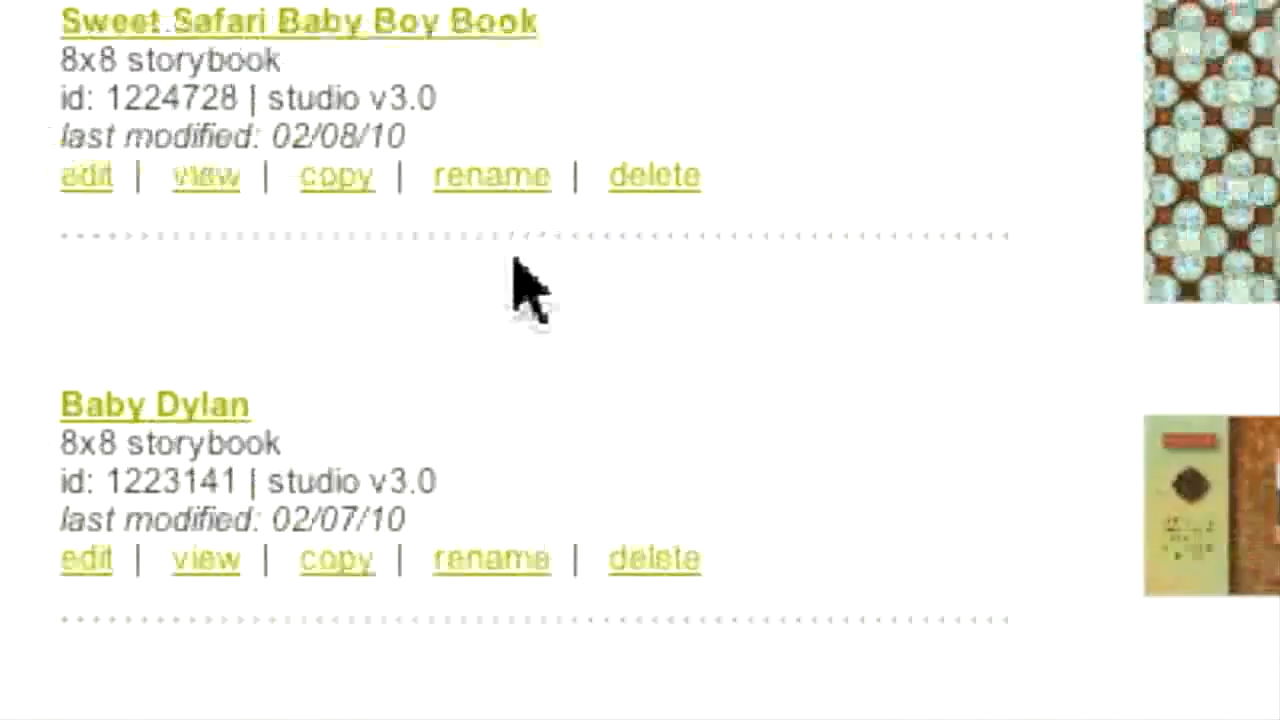 Sweet Safari Baby Boy Book
8x8 storybook
id: 1224728 | studio v3.0
last modified: 02/08/10
edit | view | copy | rename | delete
Baby Dylan
8x8 storybook
id: 1223141 | studio v3.0
last modified: 02/07/10
edit | view | copy | rename | delete